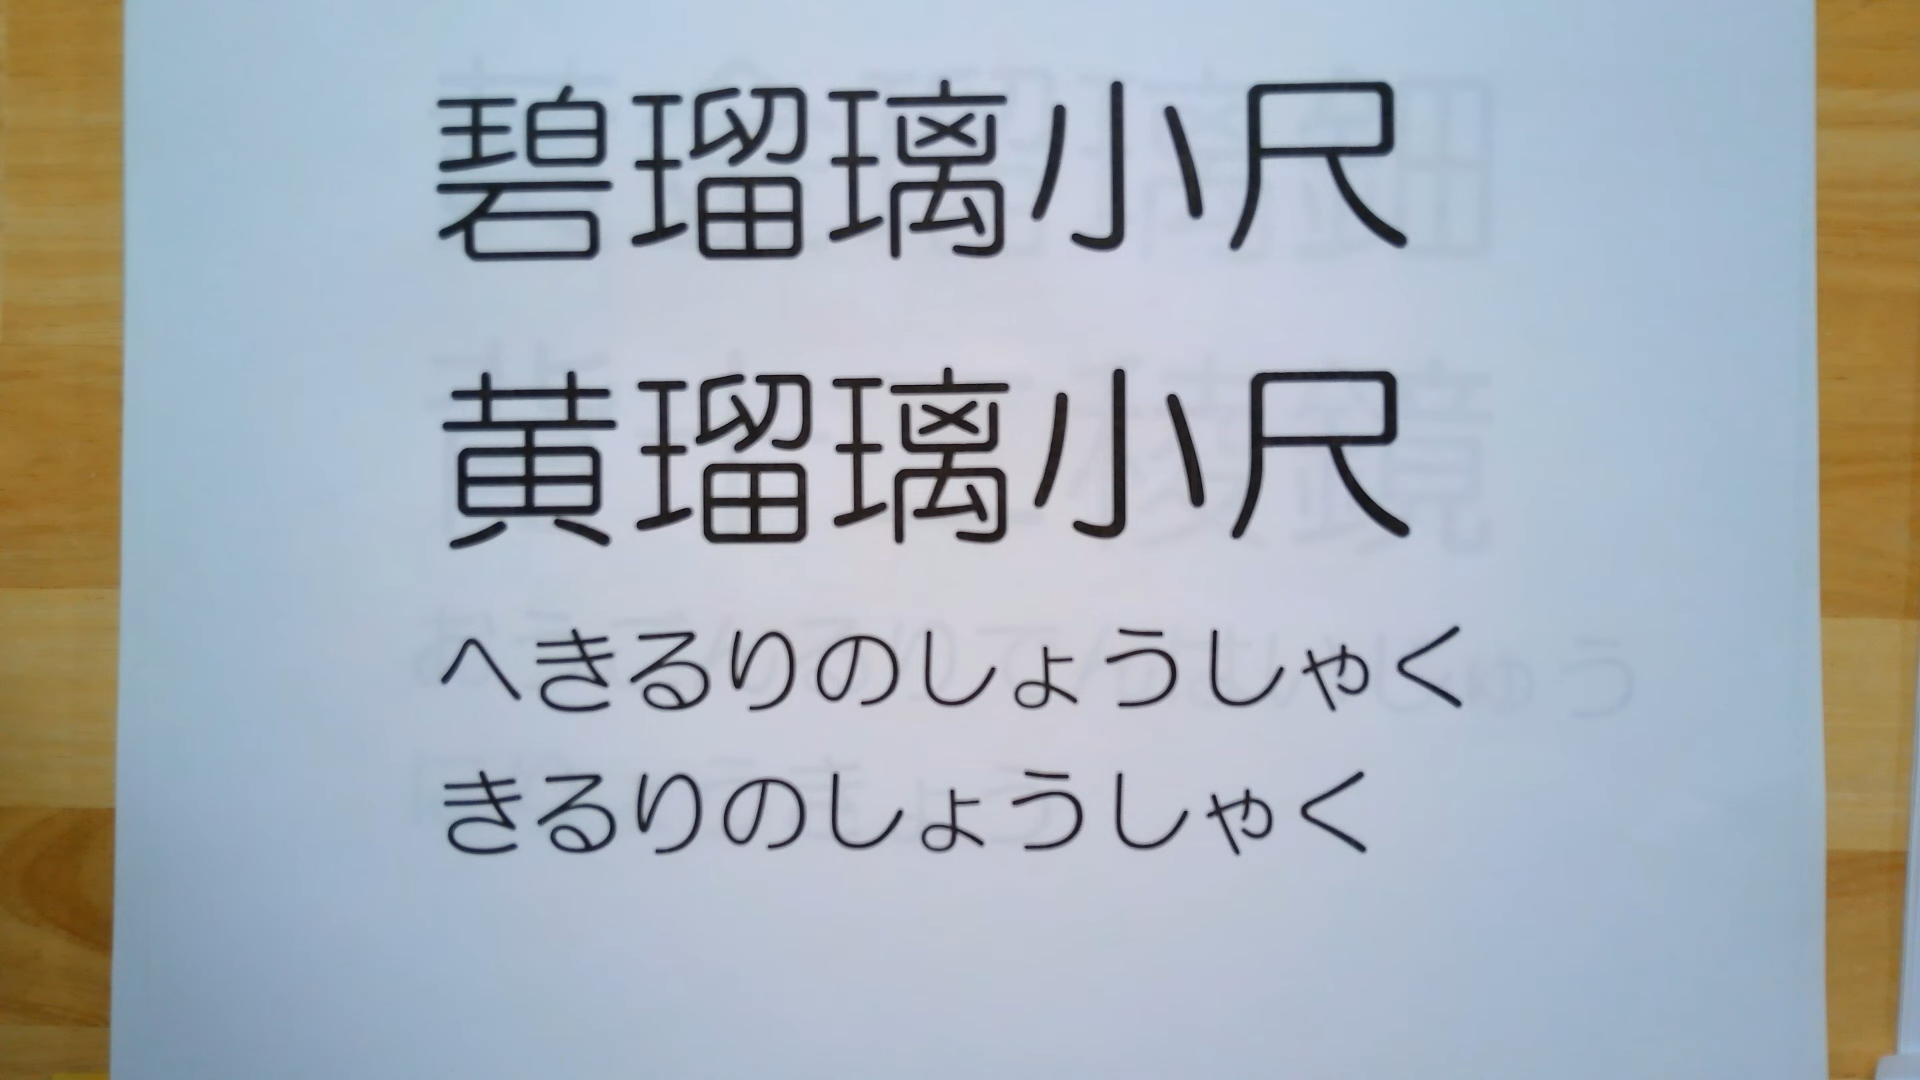 碧瑠璃小尺
黄瑠璃小尺
へきるりのしょうしゃく
きるりのしょうしゃく